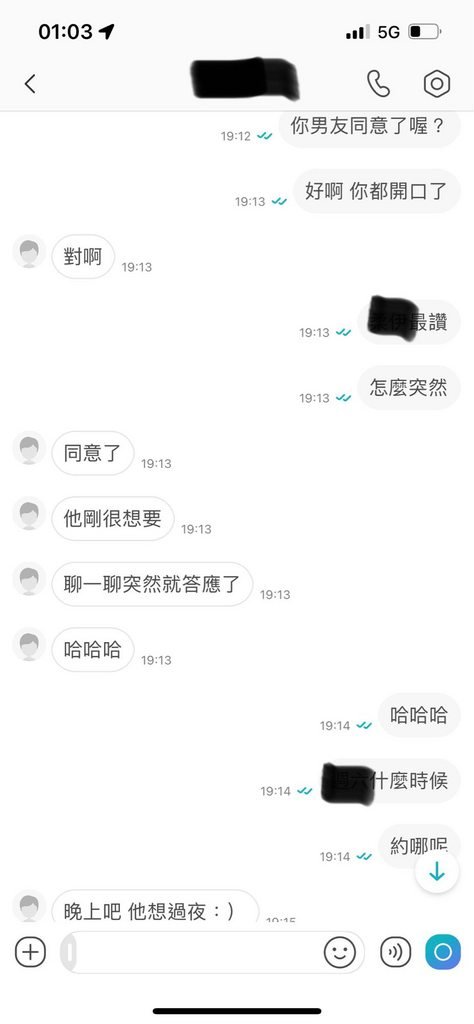 01:03
5G
你男友同意了喔？
19:12
好啊 你都開口了
19:13
對啊
19:13
最讚
19:13
怎麼突然
19:13
同意了
19:13
他剛很想要
19:13
聊一聊突然就答應了
19:13
哈哈哈
19:13
哈哈哈
19:14
什麼時候
19:14
約哪呢
19:14
晚上吧 他想過夜：）
19:15